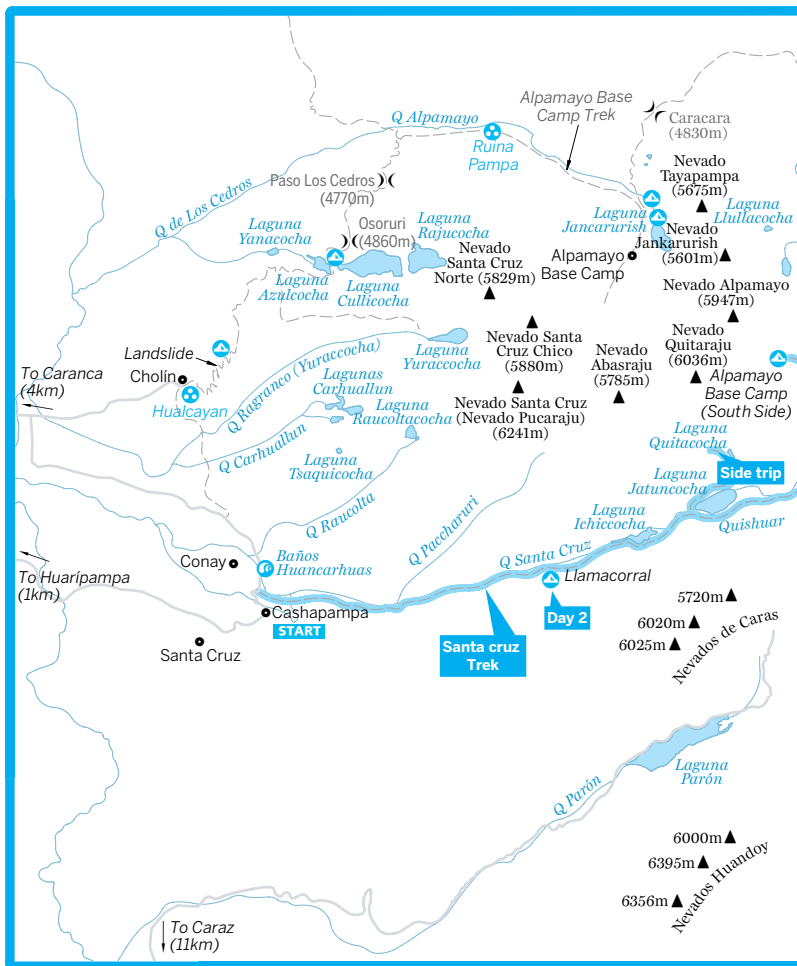 Alpamayo Base
Camp Trek
Q Alpamayo
Caracara
(4830m)
Ruina
Pampa
Nevado
Tayapampa
(5675m)
Paso Los Cedros
(4770m)
Q de Los Cedros
Laguna
Jancarurish
Laguna
Llullacocha
Osoruri
(4860m)
Laguna
Yanacocha
Laguna
Rajucocha
Nevado
Jankarurish
(5601m)
Nevado
Santa Cruz
Norte (5829m)
Alpamayo
Base Camp
Laguna
Azulcocha
Laguna
Cullicocha
Nevado Alpamayo
(5947m)
Nevado Santa
Cruz Chico
(5880m)
Nevado
Quitaraju
(6036m)
Laguna
Yuraccocha
Nevado
Abasraju
(5785m)
Landslide
Cholín
To Caranca
(4km)
Q Ragranco (Yuraccocha)
Lagunas
Carhuallun
Alpamayo
Base Camp
(South Side)
Nevado Santa Cruz
(Nevado Pucaraju)
(6241m)
Hualcayan
Laguna
Raucoltacocha
Q Carhuallun
Laguna
Quitacocha
Laguna
Tsaquicocha
Side trip
Laguna
Jatuncocha
Q Raucolta
Q Paccharuri
Laguna
Ichiccocha
Quishuar
Q Santa Cruz
Conay
Baños
Huancarhuas
To Huarípampa
(1km)
Llamacorral
5720m
Cashapampa
Day 2
6020m
START
6025m
Nevados de Caras
Santa Cruz
Santa cruz
Trek
Laguna
Parón
Q Parón
6000m
6395m
6356m
Nevados Huandoy
To Caraz
(11km)